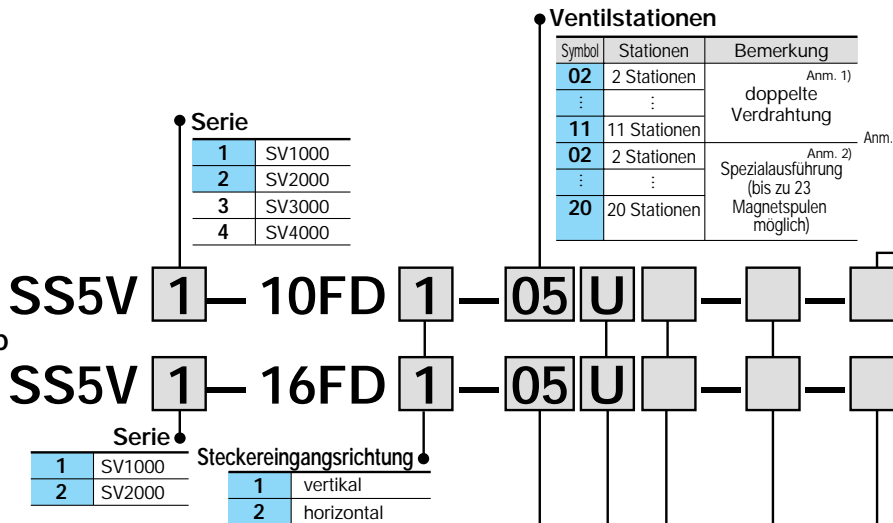 Ventilstationen
Symbol Stationen Bemerkung
02 2 Stationen Anm. 1)
doppelte
Verdrahtung
⋮ ⋮
11 11 Stationen
02 2 Stationen Anm. 2)
Spezialausführung
(bis zu 23
Magnetspulen
möglich)
⋮ ⋮
20 20 Stationen
Anm.
Serie
1 SV1000
2 SV2000
3 SV3000
4 SV4000
SS5V 1 – 10FD 1 – 05 U – –
SS5V 1 – 16FD 1 – 05 U – –
Serie
1 SV1000
2 SV2000
Steckereingangsrichtung
1 vertikal
2 horizontal